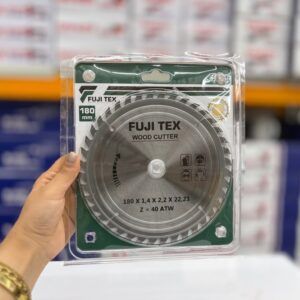 FUJI TEX
180
mm
FUJI TEX
WOOD CUTTER
180 X 1,4 X 2,2 X 22,23
Z = 40 ATW